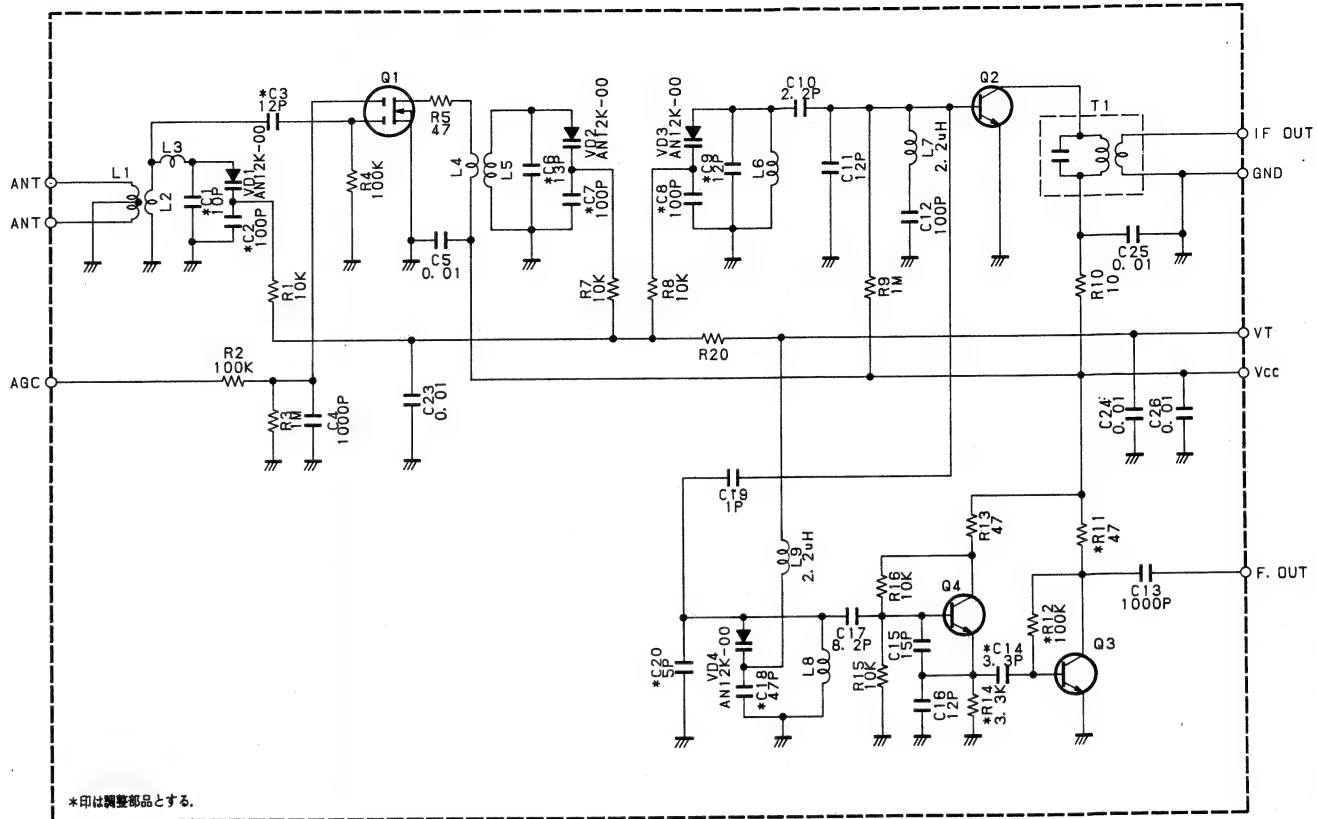 Q1
Q2
*C3
12P
C10
2.2P
R5
47
VD2
AN12K-00
VD3
AN12K-00
T1
IF OUT
L3
VD1
AN12K-00
L4
L5
*C6
13P
*C9
12P
L6
C11
12P
L7
2.2uH
GND
ANT
L1
L2
*C1
10P
*C2
100P
R4
100K
*C7
100P
*C8
100P
C12
100P
ANT
C5
0.01
C25
0.01
R1
10K
R7
10K
R8
10K
R9
1M
R10
10
VT
R2
100K
R20
Vcc
AGC
R3
1M
C4
1000P
C23
0.01
C24
0.01
C26
0.01
C19
1P
R13
47
*R11
47
L9
2.2uH
R16
10K
Q4
F. OUT
C13
1000P
*R12
100K
*C20
5P
VD4
AN12K-00
*C18
47P
L8
C17
8.2P
R15
10K
C15
15P
*C14
3.3P
Q3
C16
12P
*R14
3.3K
*印は調整部品とする.